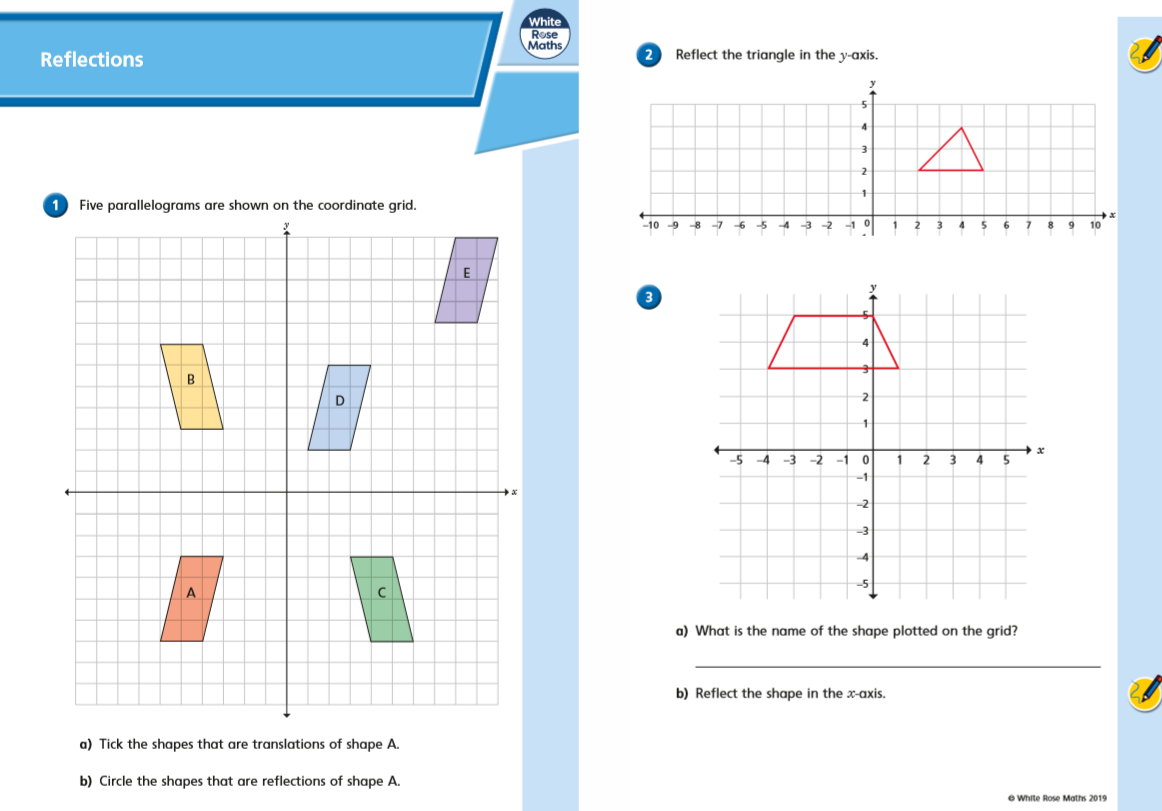 Reflections
White
Rose
Maths
1 Five parallelograms are shown on the coordinate grid.
y
E
B
D
x
A
C
a) Tick the shapes that are translations of shape A.
b) Circle the shapes that are reflections of shape A.
2 Reflect the triangle in the y-axis.
y
5
4
3
2
1
x
–10 –9 –8 –7 –6 –5 –4 –3 –2 –1 0 1 2 3 4 5 6 7 8 9 10
3
y
5
4
3
2
1
x
–5 –4 –3 –2 –1 0 1 2 3 4 5
–1
–2
–3
–4
–5
a) What is the name of the shape plotted on the grid?
b) Reflect the shape in the x-axis.
© White Rose Maths 2019